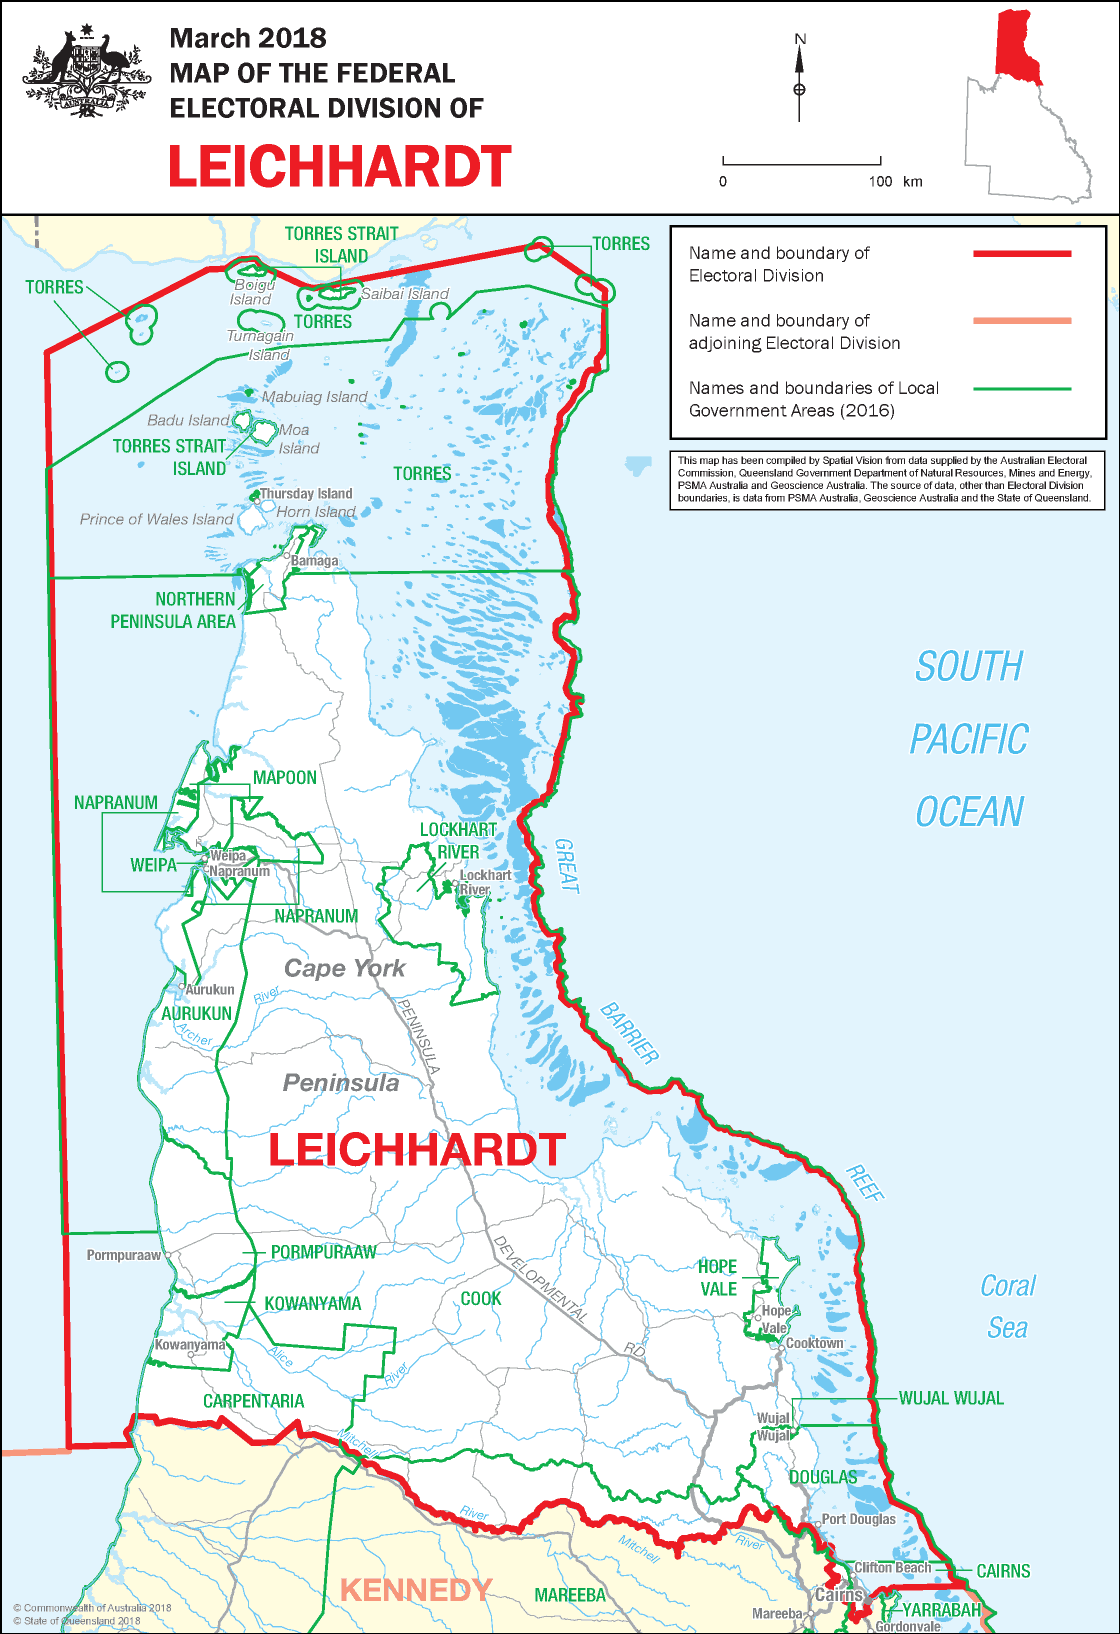 March 2018
MAP OF THE FEDERAL
ELECTORAL DIVISION OF
LEICHHARDT
AUSTRALIA
N
0 100 km
Name and boundary of
Electoral Division
Name and boundary of
adjoining Electoral Division
Names and boundaries of Local
Government Areas (2016)
This map has been compiled by Spatial Vision from data supplied by the Australian Electoral
Commission, Queensland Government Department of Natural Resources, Mines and Energy,
PSMA Australia and Geoscience Australia. The source of data, other than Electoral Division
boundaries, is data from PSMA Australia, Geoscience Australia and the State of Queensland.
TORRES STRAIT
ISLAND
TORRES
TORRES
Boigu
Island
Saibai Island
TORRES
Turnagain
Island
Mabuiag Island
Badu Island
Moa
Island
TORRES STRAIT
ISLAND
TORRES
Thursday Island
Horn Island
Prince of Wales Island
Bamaga
NORTHERN
PENINSULA AREA
SOUTH
PACIFIC
OCEAN
MAPOON
NAPRANUM
LOCKHART
RIVER
WEIPA
Weipa
Napranum
Lockhart
River
GREAT
NAPRANUM
Cape York
Aurukun
River
AURUKUN
Archer
PENINSULA
BARRIER
Peninsula
LEICHHARDT
REEF
Pormpuraaw
PORMPURAAW
DEVELOPMENTAL
HOPE
VALE
KOWANYAMA
COOK
Coral
Sea
Hope
Vale
Kowanyama
Alice
River
RD
Cooktown
CARPENTARIA
WUJAL WUJAL
Wujal
Wujal
Mitchell
DOUGLAS
River
Port Douglas
Mitchell
River
Clifton Beach
CAIRNS
KENNEDY
MAREEBA
Cairns
Mareeba
YARRABAH
Gordonvale
© Commonwealth of Australia 2018
© State of Queensland 2018